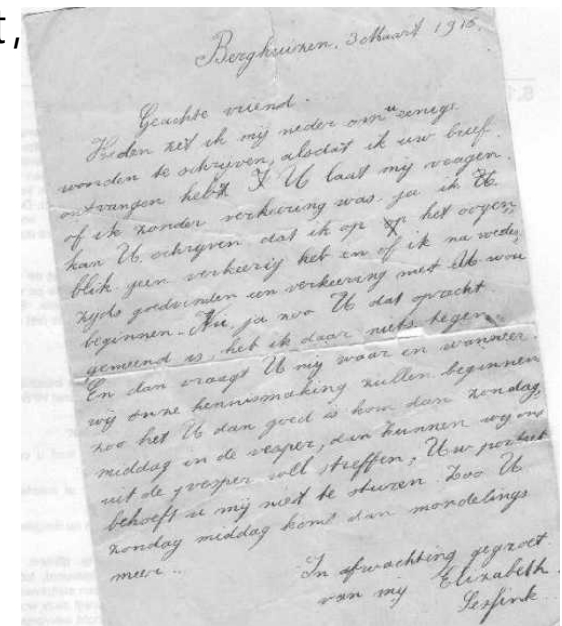 t,
Berghuizen, 3 Maart 1915.
Geachte vriend.
Heden zet ik mij neder om u eenige
woorden te schrijven, alsdat ik uw brief
ontvangen heb U laat mij vragen
of ik zonder verkeering was. ja ik
kan U schrijven dat ik op op het oogen,
blik geen verkeerig heb en of ik na weder,
zijds goedvinden een verkeering met U wou
beginnen. Nu ja zoo U dat oprecht
gemeend is heb ik daar niets tegen
En dan vraagt U mij waar en wanneer.
wij onze kennismaking zullen beginnen
zoo het U dan goed is kom dan zondag
middag in de vesper, dan kunnen wij ons
uit de vesper wel treffen, Uw portret
behoeft u mij niet te sturen. Zoo U
zondag middag komt dan mondelings
meer..
In afwachting gegroet
van mij Elizabeth